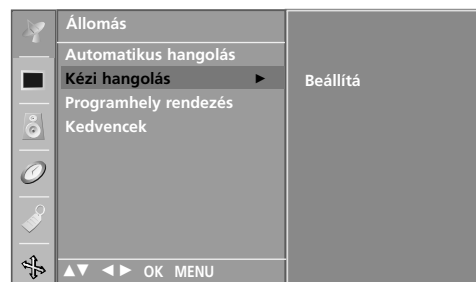 Állomás
Automatikus hangolás
Kézi hangolás ►
Beállítá
Programhely rendezés
Kedvencek
▲▼ ◄► OK MENU